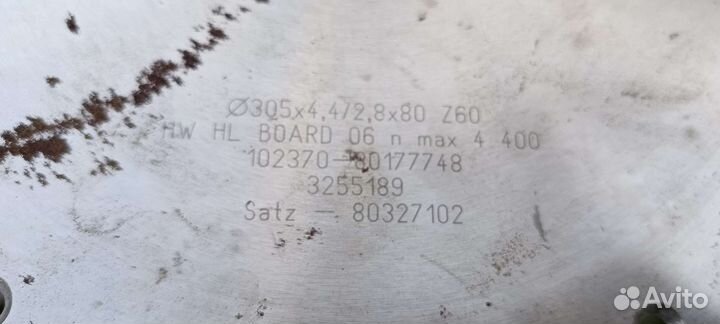 Ø305x4,4/2,8x80 Z60
HW HL BOARD 06 n max 4 400
102370-80177748
3255189
Satz - 80327102
Avito